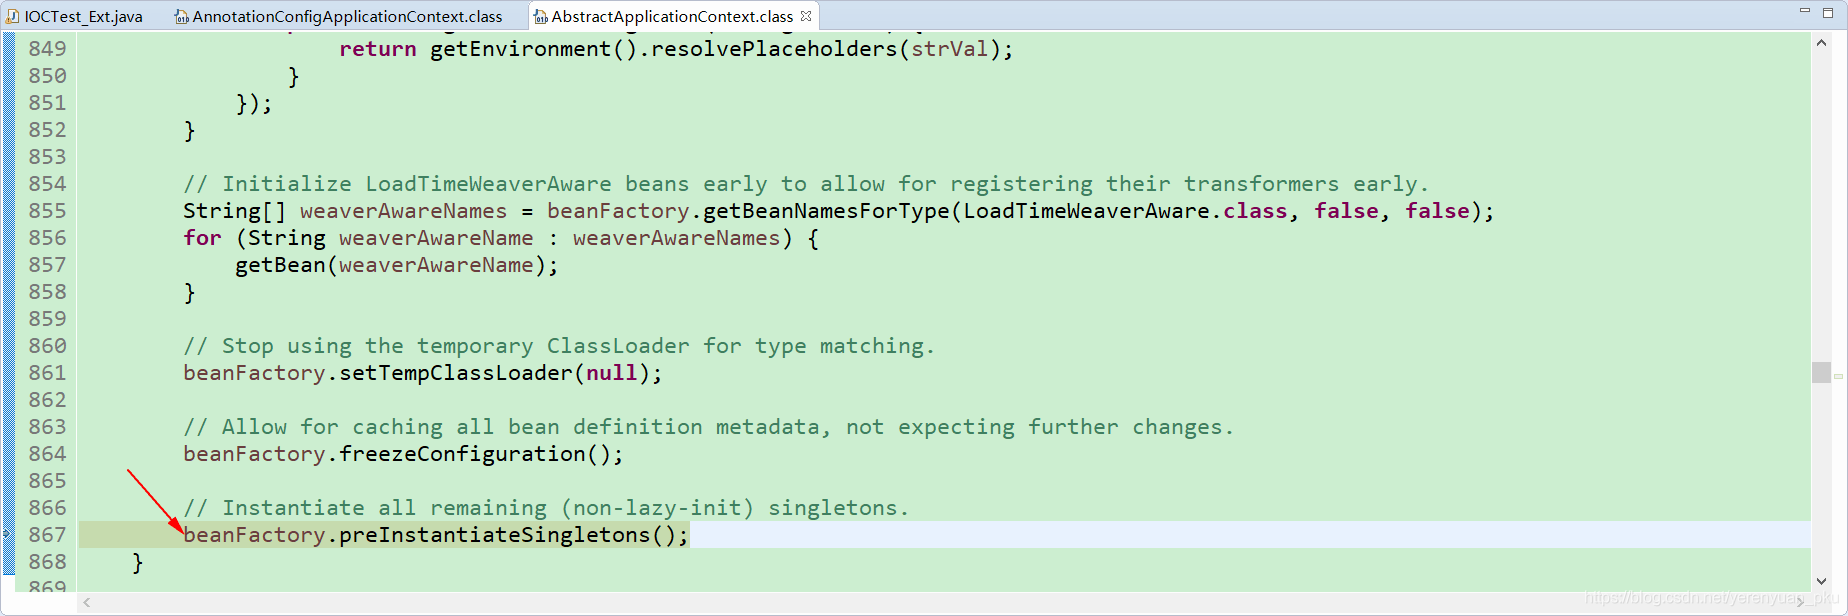 IOCTest_Ext.java AnnotationConfigApplicationContext.class AbstractApplicationContext.class
849 return getEnvironment().resolvePlaceholders(strVal);
850 }
851 });
852 }
853
854 // Initialize LoadTimeWeaverAware beans early to allow for registering their transformers early.
855 String[] weaverAwareNames = beanFactory.getBeanNamesForType(LoadTimeWeaverAware.class, false, false);
856 for (String weaverAwareName : weaverAwareNames) {
857 getBean(weaverAwareName);
858 }
859
860 // Stop using the temporary ClassLoader for type matching.
861 beanFactory.setTempClassLoader(null);
862
863 // Allow for caching all bean definition metadata, not expecting further changes.
864 beanFactory.freezeConfiguration();
865
866 // Instantiate all remaining (non-lazy-init) singletons.
867 beanFactory.preInstantiateSingletons();
868 }
869
https://blog.csdn.net/yerenyuan_pku